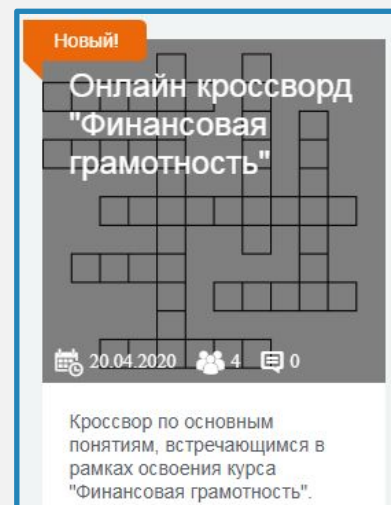 Новый!
Онлайн кроссворд
"Финансовая
грамотность"
20.04.2020 4 0
Кроссвор по основным
понятиям, встречающимся в
рамках освоения курса
"Финансовая грамотность".